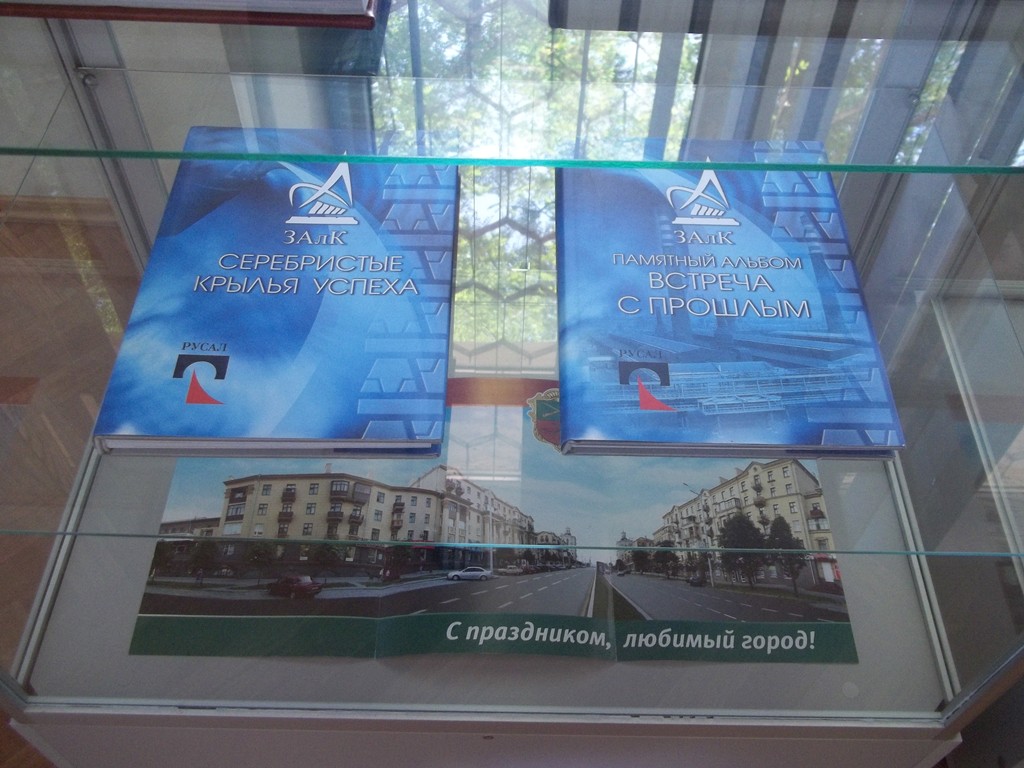 ЗАлК
СЕРЕБРИСТЫЕ
КРЫЛЬЯ УСПЕХА
РУСАЛ
ЗАлК
ПАМЯТНЫЙ АЛЬБОМ
ВСТРЕЧА
С ПРОШЛЫМ
РУСАЛ
С праздником, любимый город!